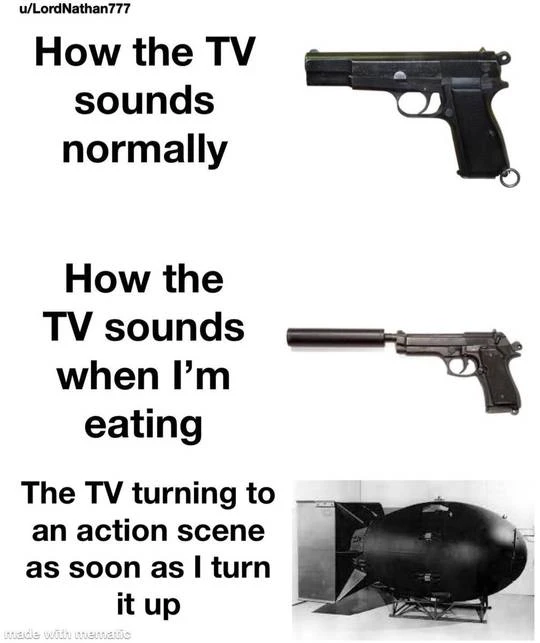 u/LordNathan777
How the TV
sounds
normally
How the
TV sounds
when I'm
eating
The TV turning to
an action scene
as soon as I turn
it up
made with mematic